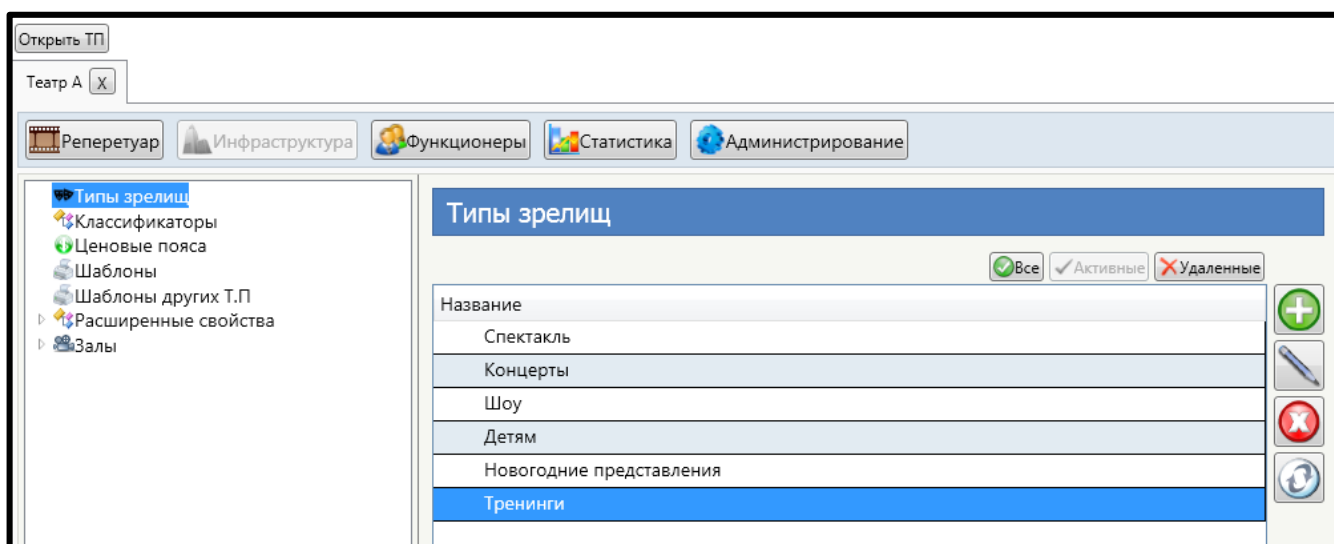 Открыть ТП
Театр А X
Реперетуар Инфраструктура Функционеры Статистика Администрирование
Типы зрелищ
Классификаторы
Ценовые пояса
Шаблоны
Шаблоны других Т.П
Расширенные свойства
Залы
Типы зрелищ
Все Активные Удаленные
Название
Спектакль
Концерты
Шоу
Детям
Новогодние представления
Тренинги